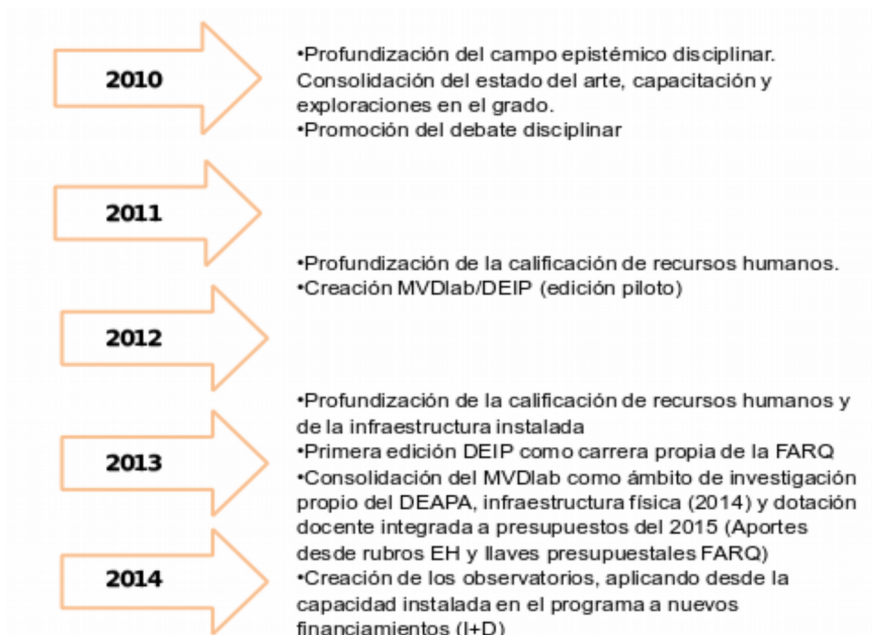 2010
•Profundización del campo epistémico disciplinar.
Consolidación del estado del arte, capacitación y
exploraciones en el grado.
•Promoción del debate disciplinar
2011
•Profundización de la calificación de recursos humanos.
•Creación MVDlab/DEIP (edición piloto)
2012
•Profundización de la calificación de recursos humanos y
de la infraestructura instalada
•Primera edición DEIP como carrera propia de la FARQ
2013
•Consolidación del MVDlab como ámbito de investigación
propio del DEAPA, infraestructura física (2014) y dotación
docente integrada a presupuestos del 2015 (Aportes
desde rubros EH y llaves presupuestales FARQ)
2014
•Creación de los observatorios, aplicando desde la
capacidad instalada en el programa a nuevos
financiamientos (I+D)